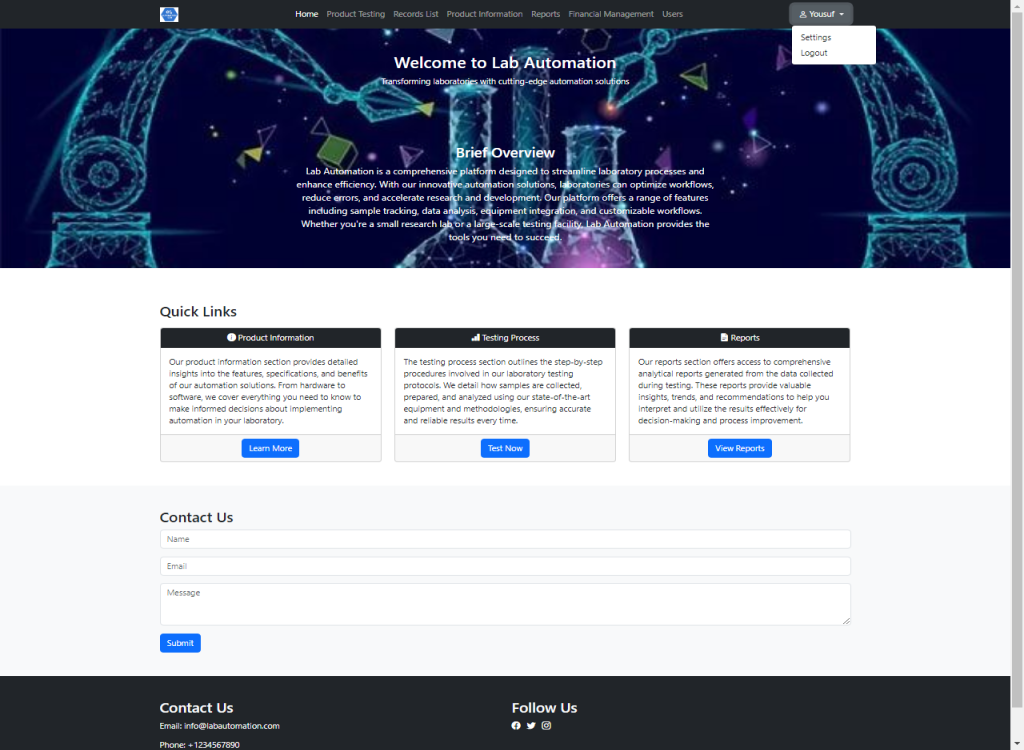 Home Product Testing Records List Product Information Reports Financial Management Users Yousuf
Settings
Logout
Welcome to Lab Automation
Transforming laboratories with cutting-edge automation solutions
Brief Overview
Lab Automation is a comprehensive platform designed to streamline laboratory processes and
enhance efficiency. With our innovative automation solutions, laboratories can optimize workflows,
reduce errors, and accelerate research and development. Our platform offers a range of features
including sample tracking, data analysis, equipment integration, and customizable workflows.
Whether you're a small research lab or a large-scale testing facility, Lab Automation provides the
tools you need to succeed.
Quick Links
Product Information
Our product information section provides detailed
insights into the features, specifications, and benefits
of our automation solutions. From hardware to
software, we cover everything you need to know to
make informed decisions about implementing
automation in your laboratory.
Learn More
Testing Process
The testing process section outlines the step-by-step
procedures involved in our laboratory testing
protocols. We detail how samples are collected,
prepared, and analyzed using our state-of-the-art
equipment and methodologies, ensuring accurate
and reliable results every time.
Test Now
Reports
Our reports section offers access to comprehensive
analytical reports generated from the data collected
during testing. These reports provide valuable
insights, trends, and recommendations to help you
interpret and utilize the results effectively for
decision-making and process improvement.
View Reports
Contact Us
Name
Email
Message
Submit
Contact Us
Email: info@labautomation.com
Phone: +1234567890
Follow Us